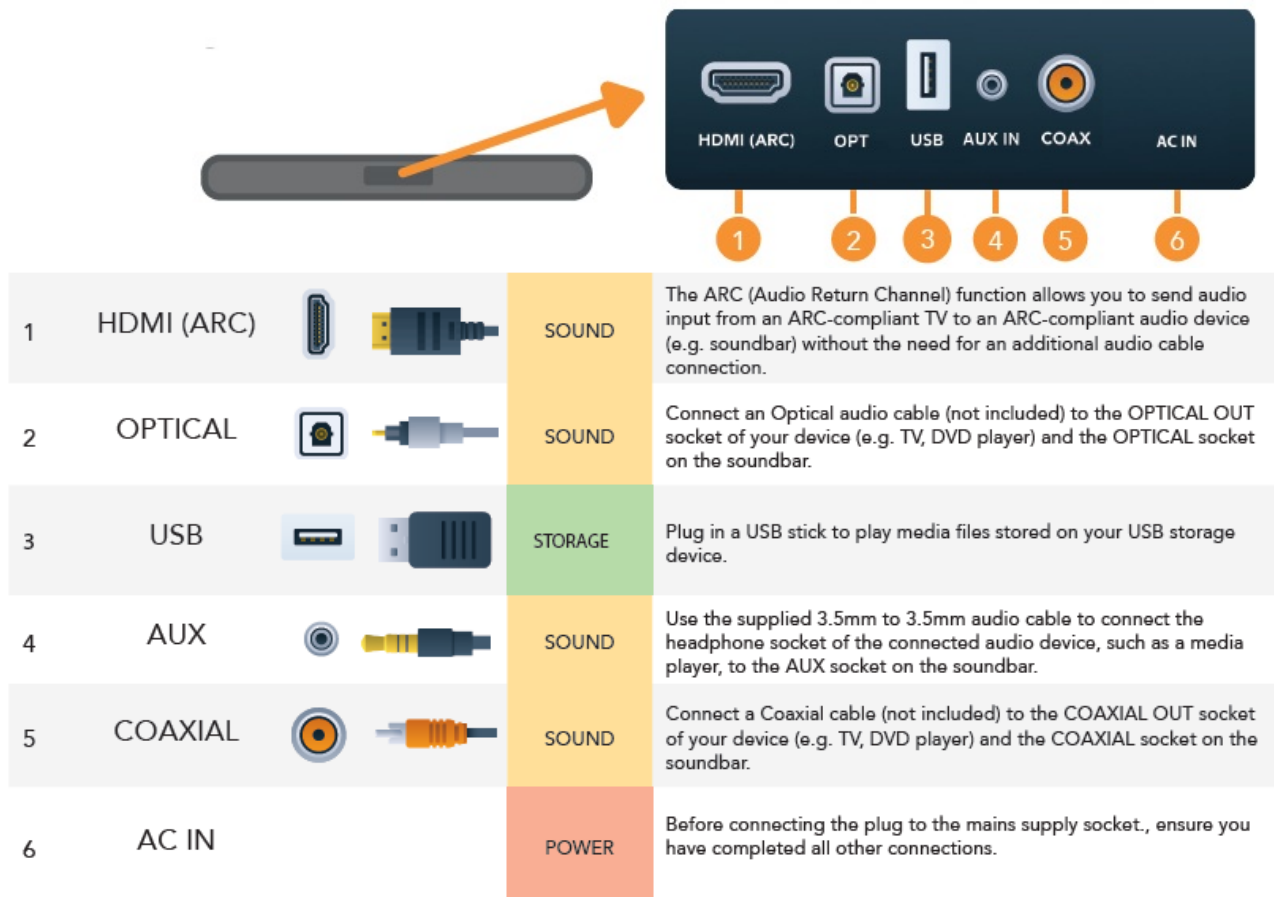 HDMI (ARC) OPT USB AUX IN COAX AC IN
1 2 3 4 5 6
1 HDMI (ARC) SOUND
The ARC (Audio Return Channel) function allows you to send audio
input from an ARC-compliant TV to an ARC-compliant audio device
(e.g. soundbar) without the need for an additional audio cable
connection.
2 OPTICAL SOUND
Connect an Optical audio cable (not included) to the OPTICAL OUT
socket of your device (e.g. TV, DVD player) and the OPTICAL socket
on the soundbar.
3 USB STORAGE
Plug in a USB stick to play media files stored on your USB storage
device.
4 AUX SOUND
Use the supplied 3.5mm to 3.5mm audio cable to connect the
headphone socket of the connected audio device, such as a media
player, to the AUX socket on the soundbar.
5 COAXIAL SOUND
Connect a Coaxial cable (not included) to the COAXIAL OUT socket
of your device (e.g. TV, DVD player) and the COAXIAL socket on the
soundbar.
6 AC IN POWER
Before connecting the plug to the mains supply socket., ensure you
have completed all other connections.